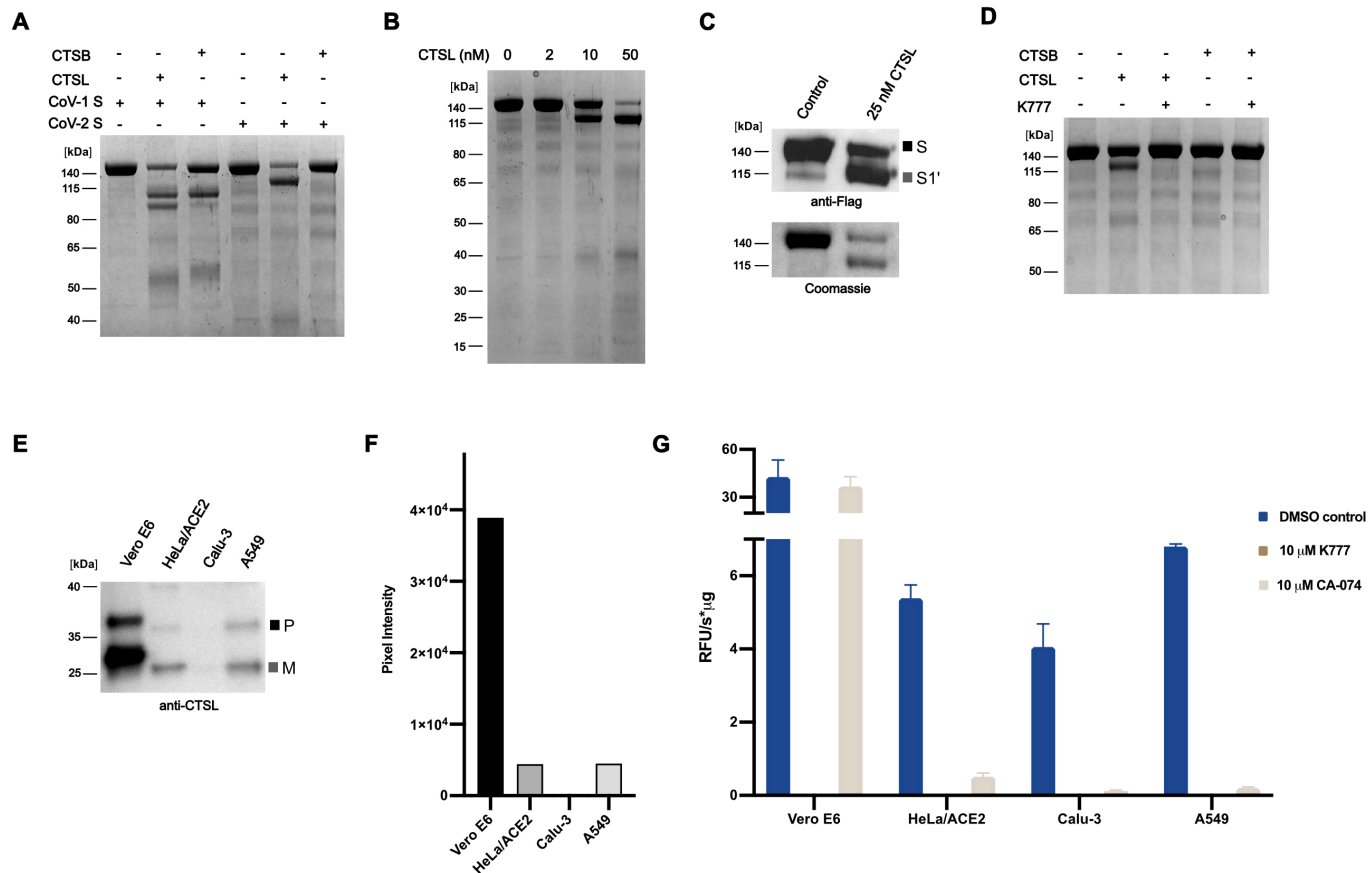 A
CTSB - - + - - +
CTSL - + - - + -
CoV-1 S + + + - - -
CoV-2 S - - - + + +
[kDa]
140
115
80
65
50
40
B
CTSL (nM) 0 2 10 50
[kDa]
140
115
80
65
50
40
30
25
15
C
Control
25 nM CTSL
[kDa]
140
115
S
S1'
anti-Flag
140
115
Coomassie
D
CTSB - - - + +
CTSL - + + - -
K777 - - + - +
[kDa]
140
115
80
65
50
E
Vero E6
HeLa/ACE2
Calu-3
A549
[kDa]
40
35
25
P
M
anti-CTSL
F
Pixel Intensity
4×10⁴
3×10⁴
2×10⁴
1×10⁴
0
Vero E6
HeLa/ACE2
Calu-3
A549
G
RFU/s*μg
60
30
6
4
2
0
Vero E6
HeLa/ACE2
Calu-3
A549
DMSO control
10 μM K777
10 μM CA-074